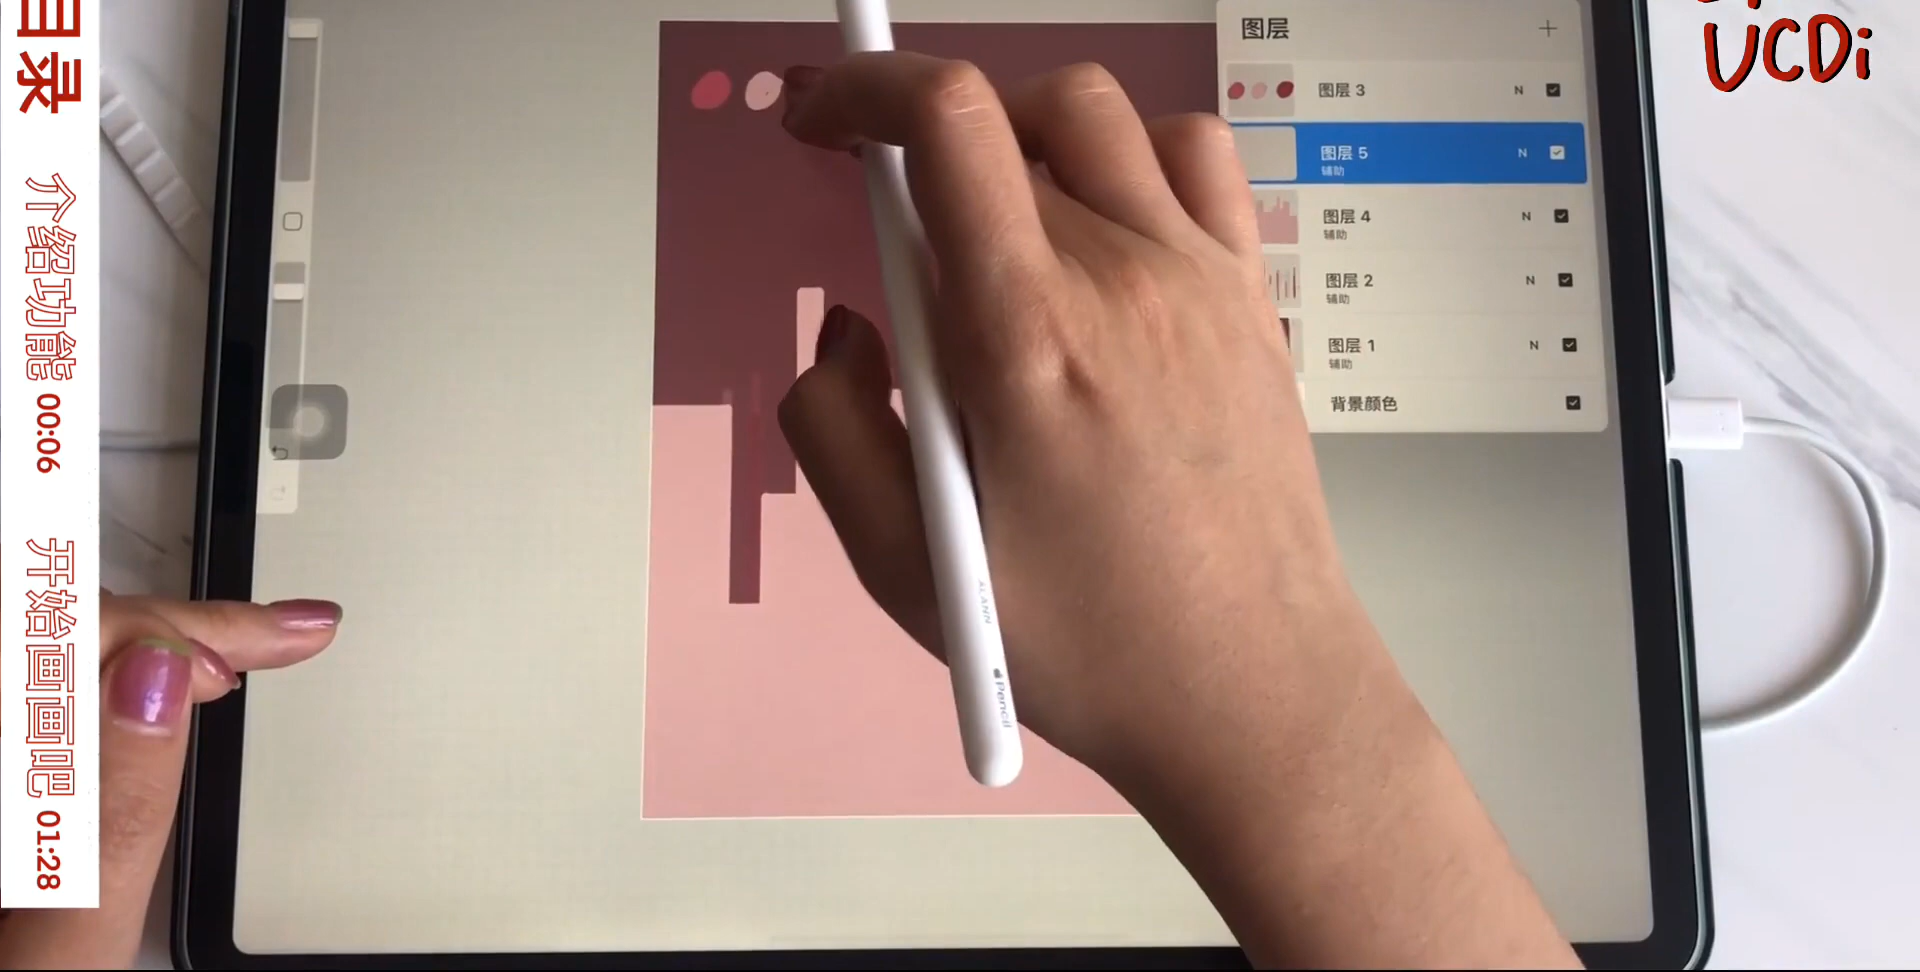 目录
介绍功能 00:06
开始画画吧 01:28
UCDi
图层
图层 3
N
图层 5
N
辅助
图层 4
N
辅助
图层 2
N
辅助
图层 1
N
辅助
背景颜色
ALANN
Pencil